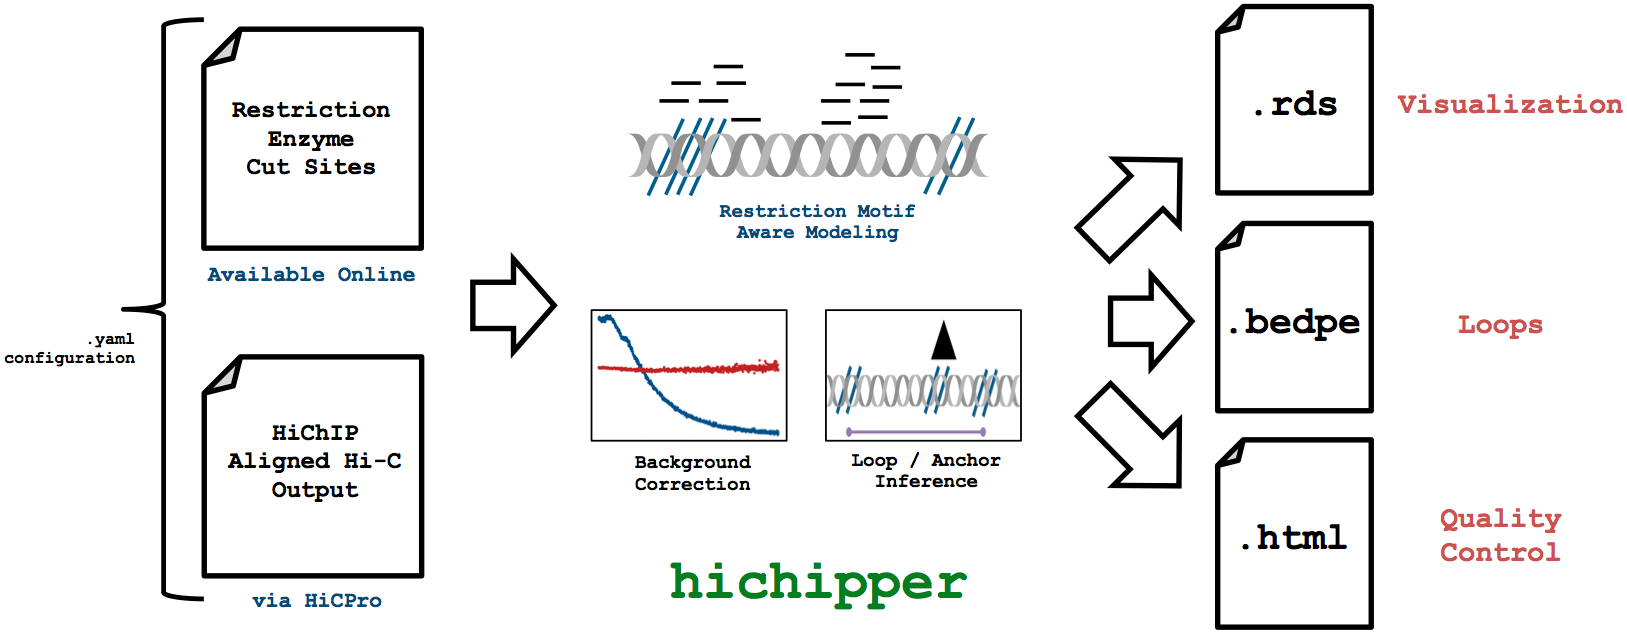 .yaml
configuration
Restriction
Enzyme
Cut Sites
Available Online
HiChIP
Aligned Hi-C
Output
via HiCPro
Restriction Motif
Aware Modeling
Background
Correction
Loop / Anchor
Inference
hichipper
.rds
Visualization
.bedpe
Loops
.html
Quality
Control